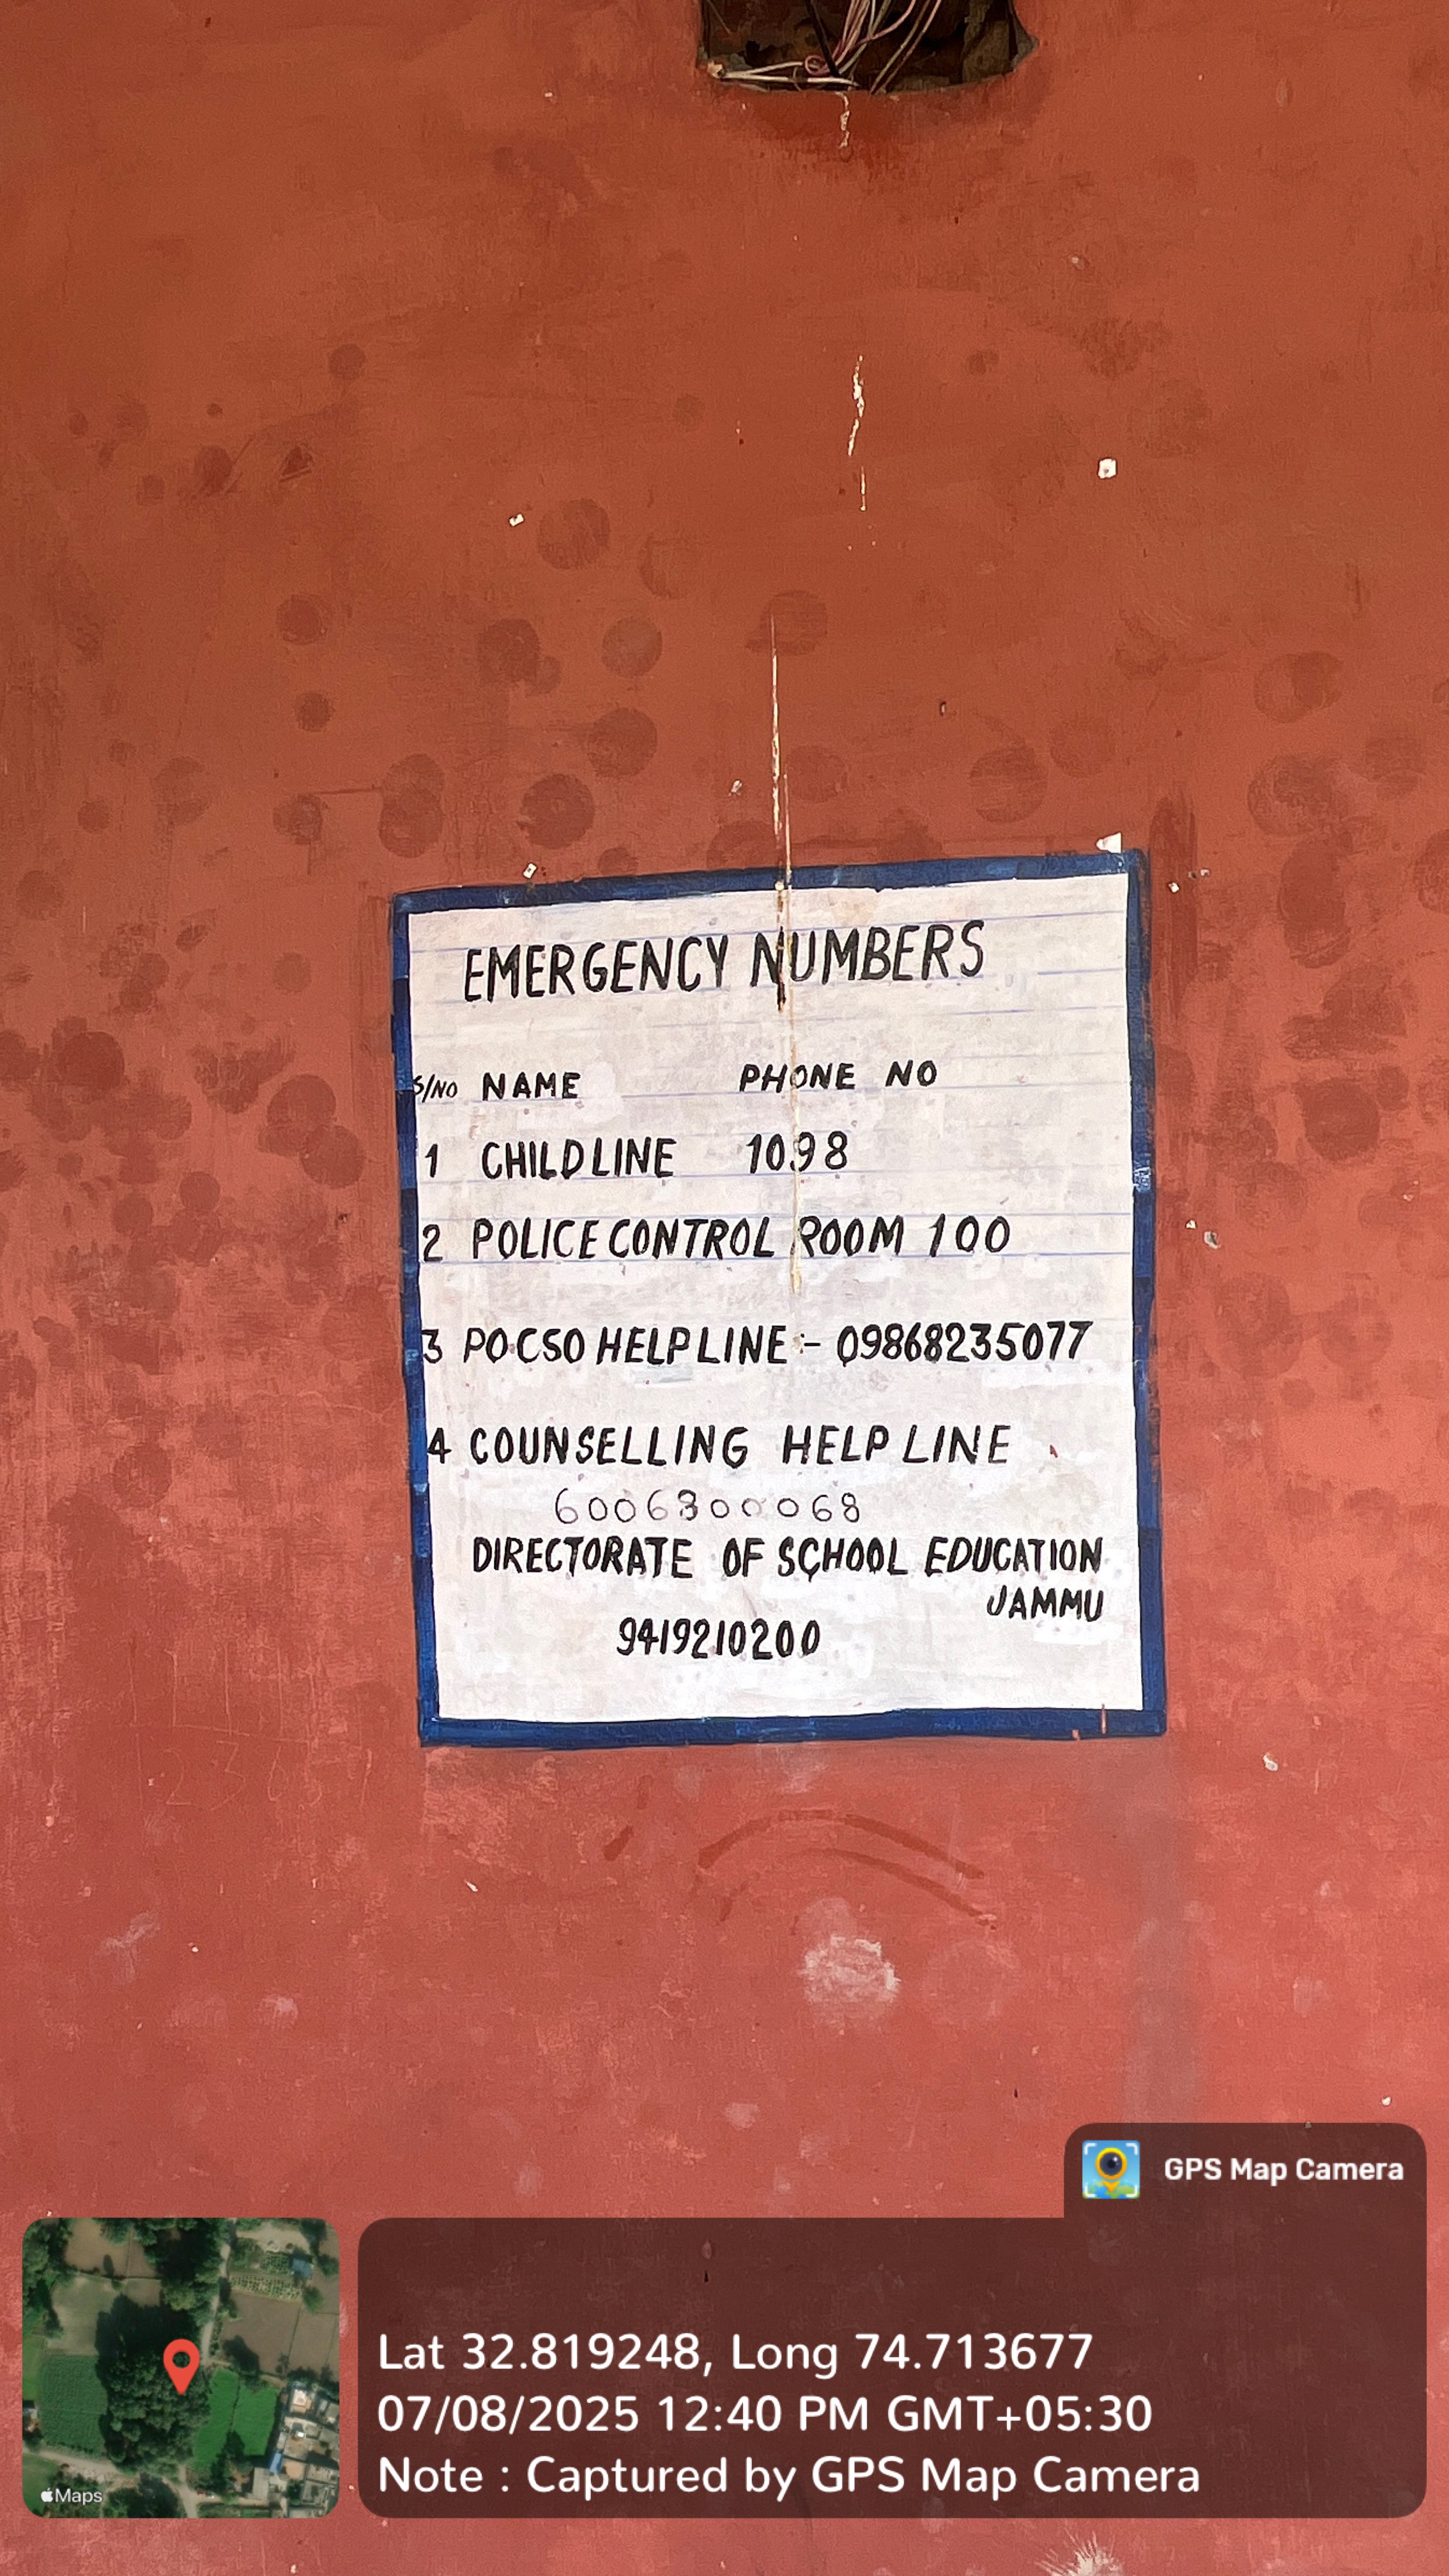 EMERGENCY NUMBERS
S/NO NAME PHONE NO
1 CHILDLINE 1098
2 POLICE CONTROL ROOM 100
3 POCSO HELPLINE :- 09868235077
4 COUNSELLING HELP LINE
6006800068
DIRECTORATE OF SCHOOL EDUCATION
JAMMU
9419210200
GPS Map Camera
Lat 32.819248, Long 74.713677
07/08/2025 12:40 PM GMT+05:30
Note : Captured by GPS Map Camera
Maps